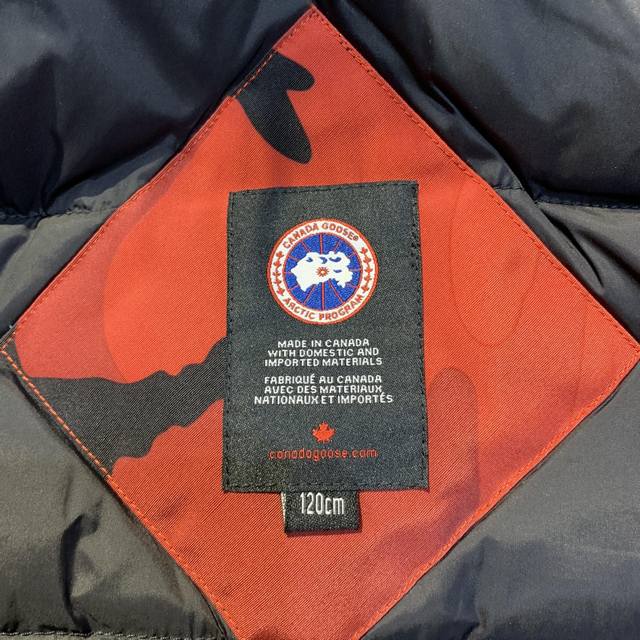 CANADA GOOSE®
ARCTIC PROGRAM
MADE IN CANADA
WITH DOMESTIC AND
IMPORTED MATERIALS
FABRIQUÉ AU CANADA
AVEC DES MATERIAUX
NATIONAUX ET IMPORTÉS
canadagoose.com
120cm